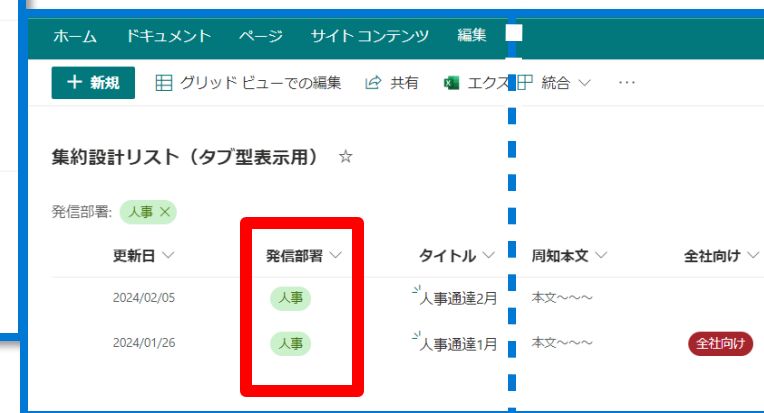 ホーム ドキュメント ページ サイト コンテンツ 編集
＋ 新規 グリッド ビューでの編集 共有 エクス 統合 ･･･
集約設計リスト（タブ型表示用） ☆
発信部署: 人事 ×
更新日 発信部署 タイトル 周知本文 全社向け
2024/02/05 人事 人事通達2月 本文～～～
2024/01/26 人事 人事通達1月 本文～～～ 全社向け